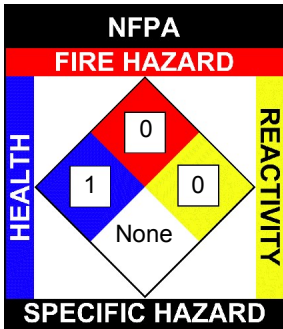 NFPA
FIRE HAZARD
HEALTH
0
1
0
None
REACTIVITY
SPECIFIC HAZARD